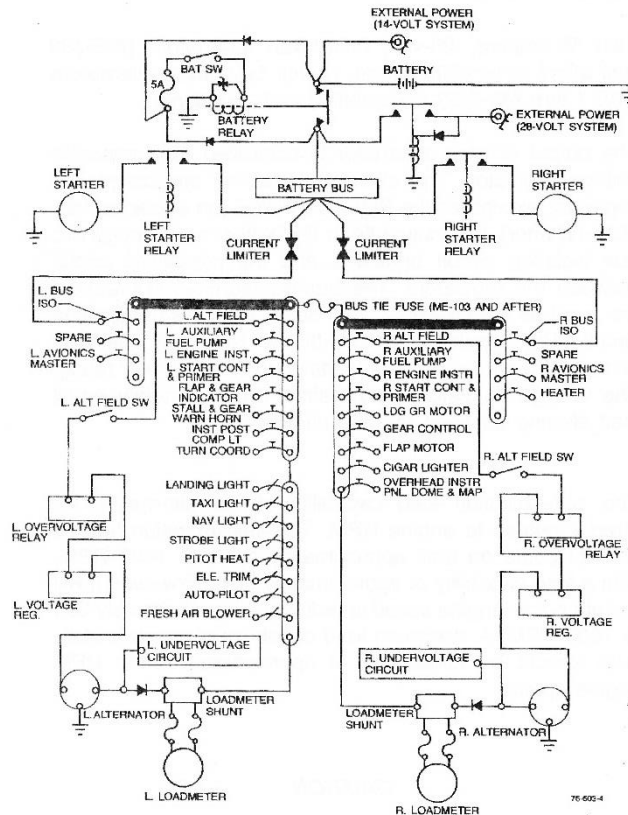 EXTERNAL POWER
(14-VOLT SYSTEM)
BAT SW
5A
BATTERY
BATTERY
RELAY
EXTERNAL POWER
(28-VOLT SYSTEM)
LEFT
STARTER
RIGHT
STARTER
BATTERY BUS
LEFT
STARTER
RELAY
RIGHT
STARTER
RELAY
CURRENT
LIMITER
CURRENT
LIMITER
L. BUS
ISO
BUS TIE FUSE (ME-103 AND AFTER)
R BUS
ISO
SPARE
L. AVIONICS
MASTER
L. ALT FIELD
L. AUXILIARY
FUEL PUMP
L. ENGINE INST.
L. START CONT
& PRIMER
FLAP & GEAR
INDICATOR
STALL & GEAR
WARN HORN
INST POST
COMP LT
TURN COORD
R ALT FIELD
R AUXILIARY
FUEL PUMP
R ENGINE INSTR
R START CONT &
PRIMER
LDG GR MOTOR
GEAR CONTROL
FLAP MOTOR
CIGAR LIGHTER
OVERHEAD INSTR
PNL, DOME & MAP
SPARE
R AVIONICS
MASTER
HEATER
L. ALT FIELD SW
R. ALT FIELD SW
LANDING LIGHT
TAXI LIGHT
NAV LIGHT
STROBE LIGHT
PITOT HEAT
ELE. TRIM
AUTO-PILOT
FRESH AIR BLOWER
L. OVERVOLTAGE
RELAY
R. OVERVOLTAGE
RELAY
L. VOLTAGE
REG.
R. VOLTAGE
REG.
L. UNDERVOLTAGE
CIRCUIT
R. UNDERVOLTAGE
CIRCUIT
L. ALTERNATOR
LOADMETER
SHUNT
LOADMETER
SHUNT
R. ALTERNATOR
L. LOADMETER
R. LOADMETER
76-603-4